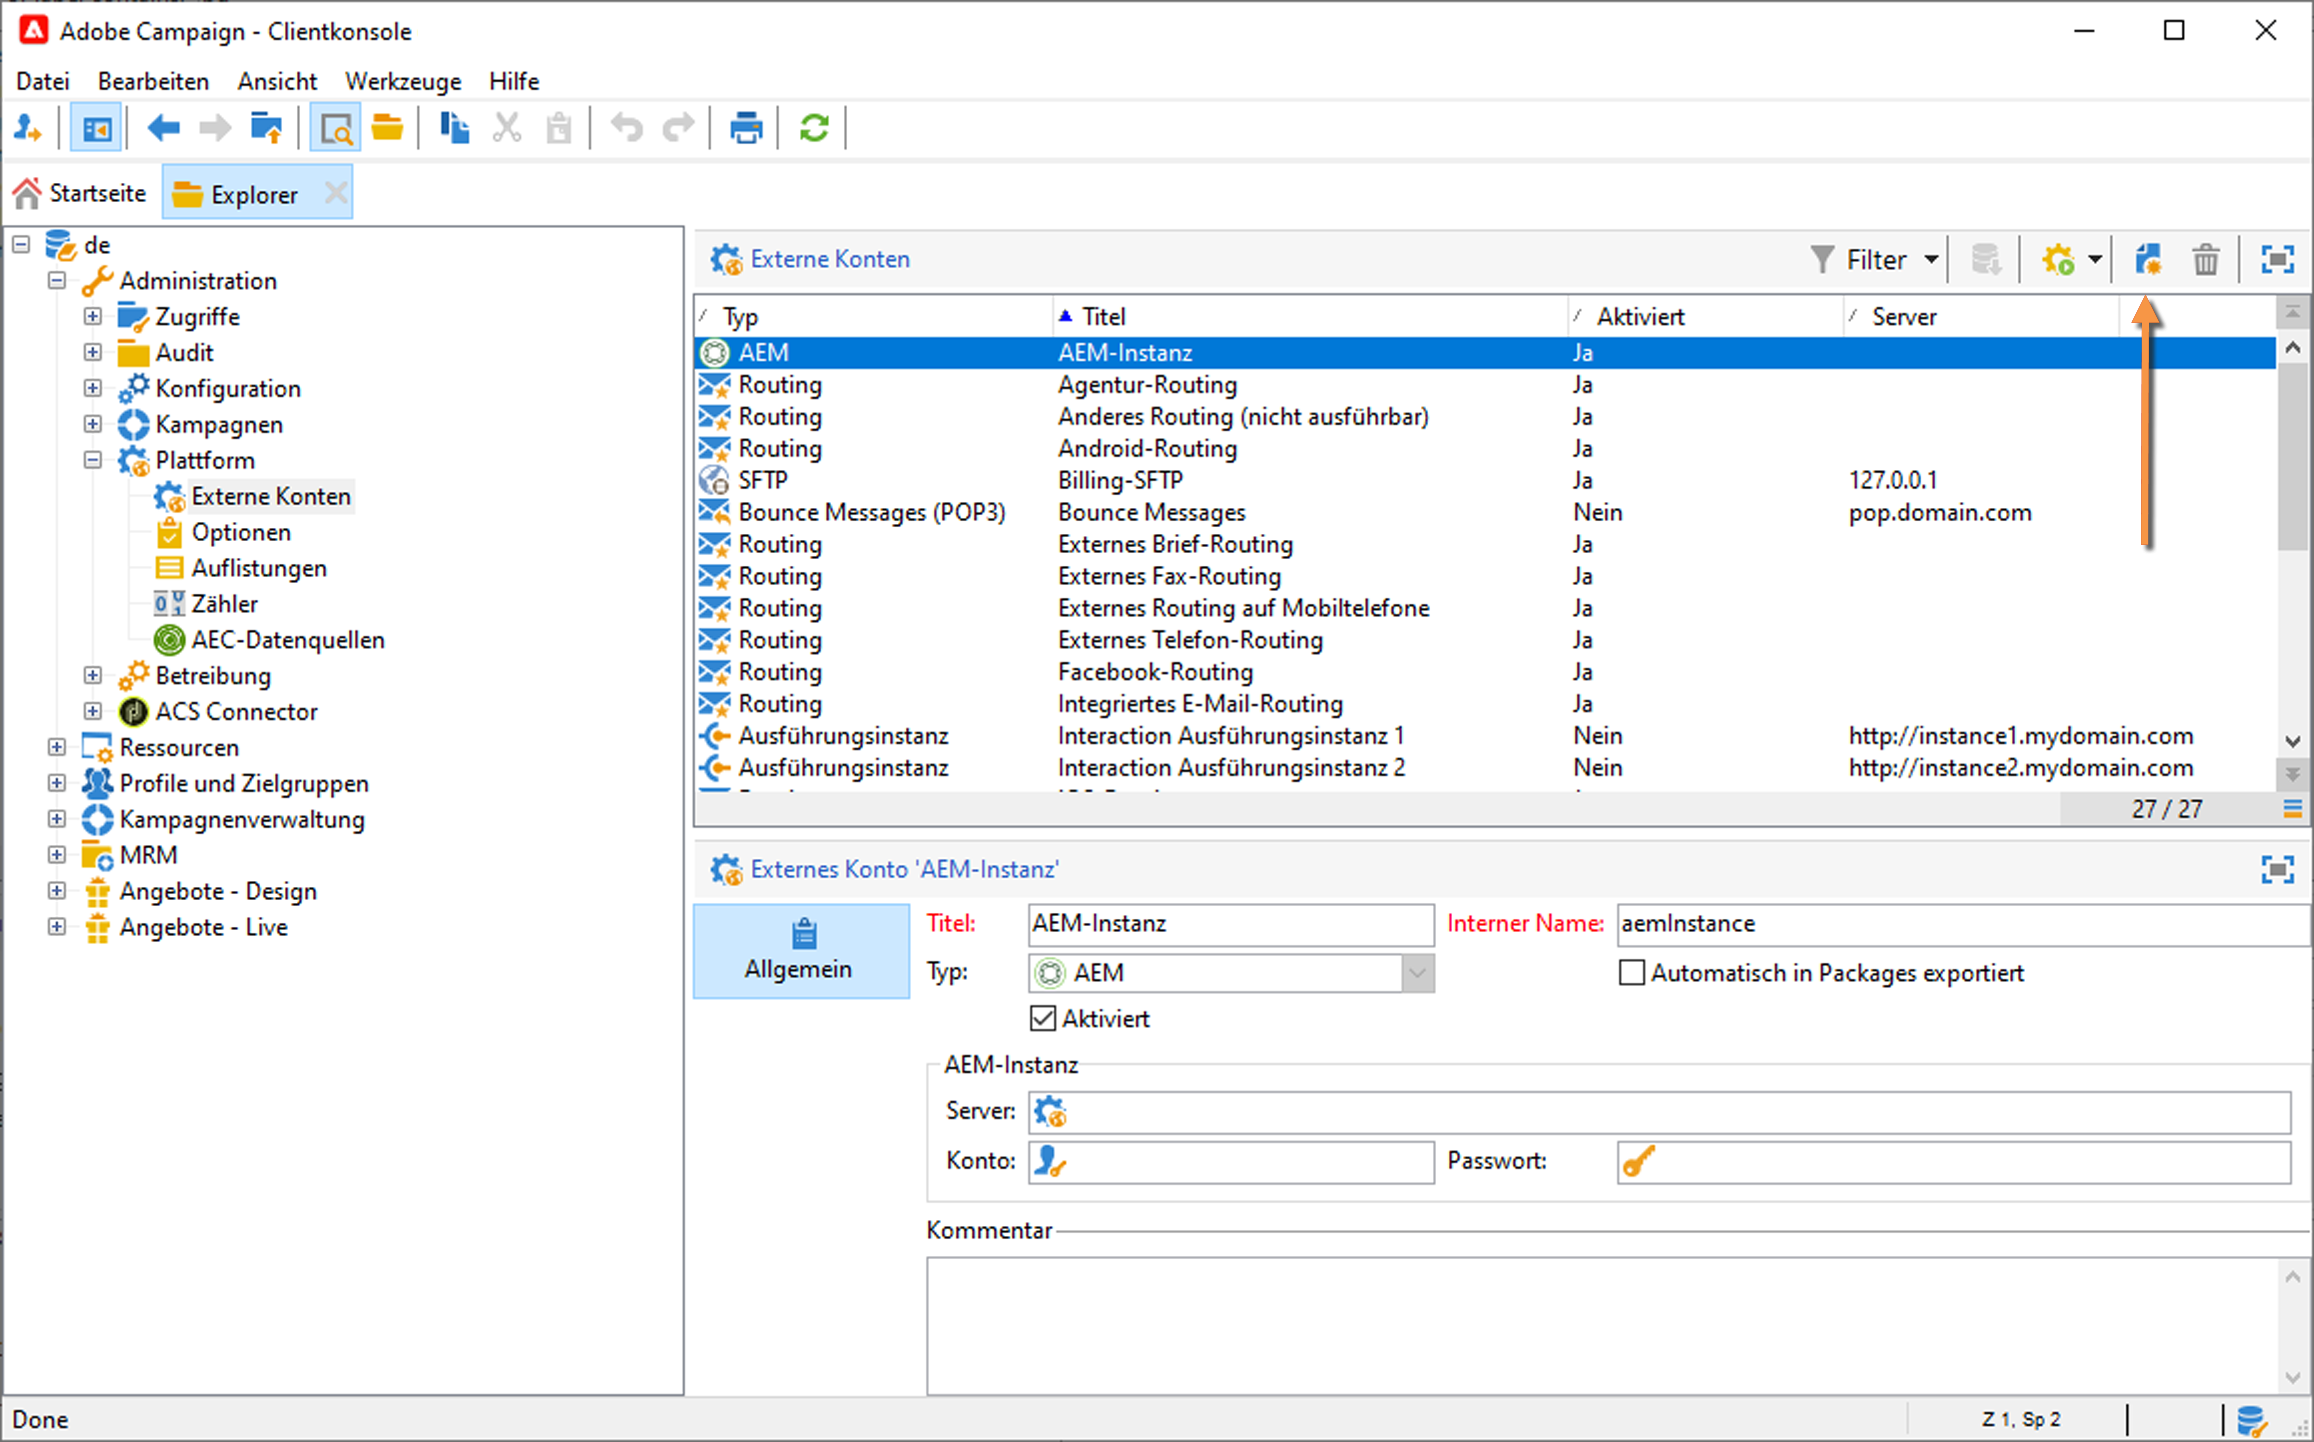 Adobe Campaign - Clientkonsole
Datei Bearbeiten Ansicht Werkzeuge Hilfe
Startseite Explorer
de
Administration
Zugriffe
Audit
Konfiguration
Kampagnen
Plattform
Externe Konten
Optionen
Auflistungen
Zähler
AEC-Datenquellen
Betreibung
ACS Connector
Ressourcen
Profile und Zielgruppen
Kampagnenverwaltung
MRM
Angebote - Design
Angebote - Live
Externe Konten Filter
Typ Titel Aktiviert Server
AEM AEM-Instanz Ja
Routing Agentur-Routing Ja
Routing Anderes Routing (nicht ausführbar) Ja
Routing Android-Routing Ja
SFTP Billing-SFTP Ja 127.0.0.1
Bounce Messages (POP3) Bounce Messages Nein pop.domain.com
Routing Externes Brief-Routing Ja
Routing Externes Fax-Routing Ja
Routing Externes Routing auf Mobiltelefone Ja
Routing Externes Telefon-Routing Ja
Routing Facebook-Routing Ja
Routing Integriertes E-Mail-Routing Ja
Ausführungsinstanz Interaction Ausführungsinstanz 1 Nein http://instance1.mydomain.com
Ausführungsinstanz Interaction Ausführungsinstanz 2 Nein http://instance2.mydomain.com
27 / 27
Externes Konto 'AEM-Instanz'
Allgemein
Titel: AEM-Instanz Interner Name: aemInstance
Typ: AEM Automatisch in Packages exportiert
Aktiviert
AEM-Instanz
Server:
Konto: Passwort:
Kommentar
Done Z 1, Sp 2